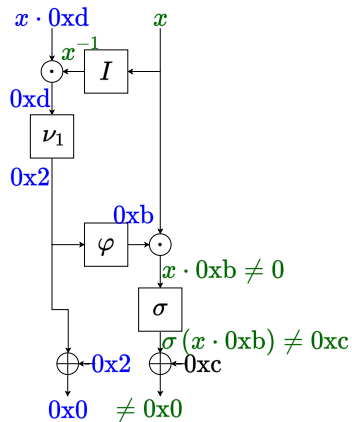 x · 0xd
x
x⁻¹
⊙
I
0xd
ν₁
0x2
0xb
φ
⊙
x · 0xb ≠ 0
σ
σ (x · 0xb) ≠ 0xc
⊕ 0x2
⊕ 0xc
0x0
≠ 0x0